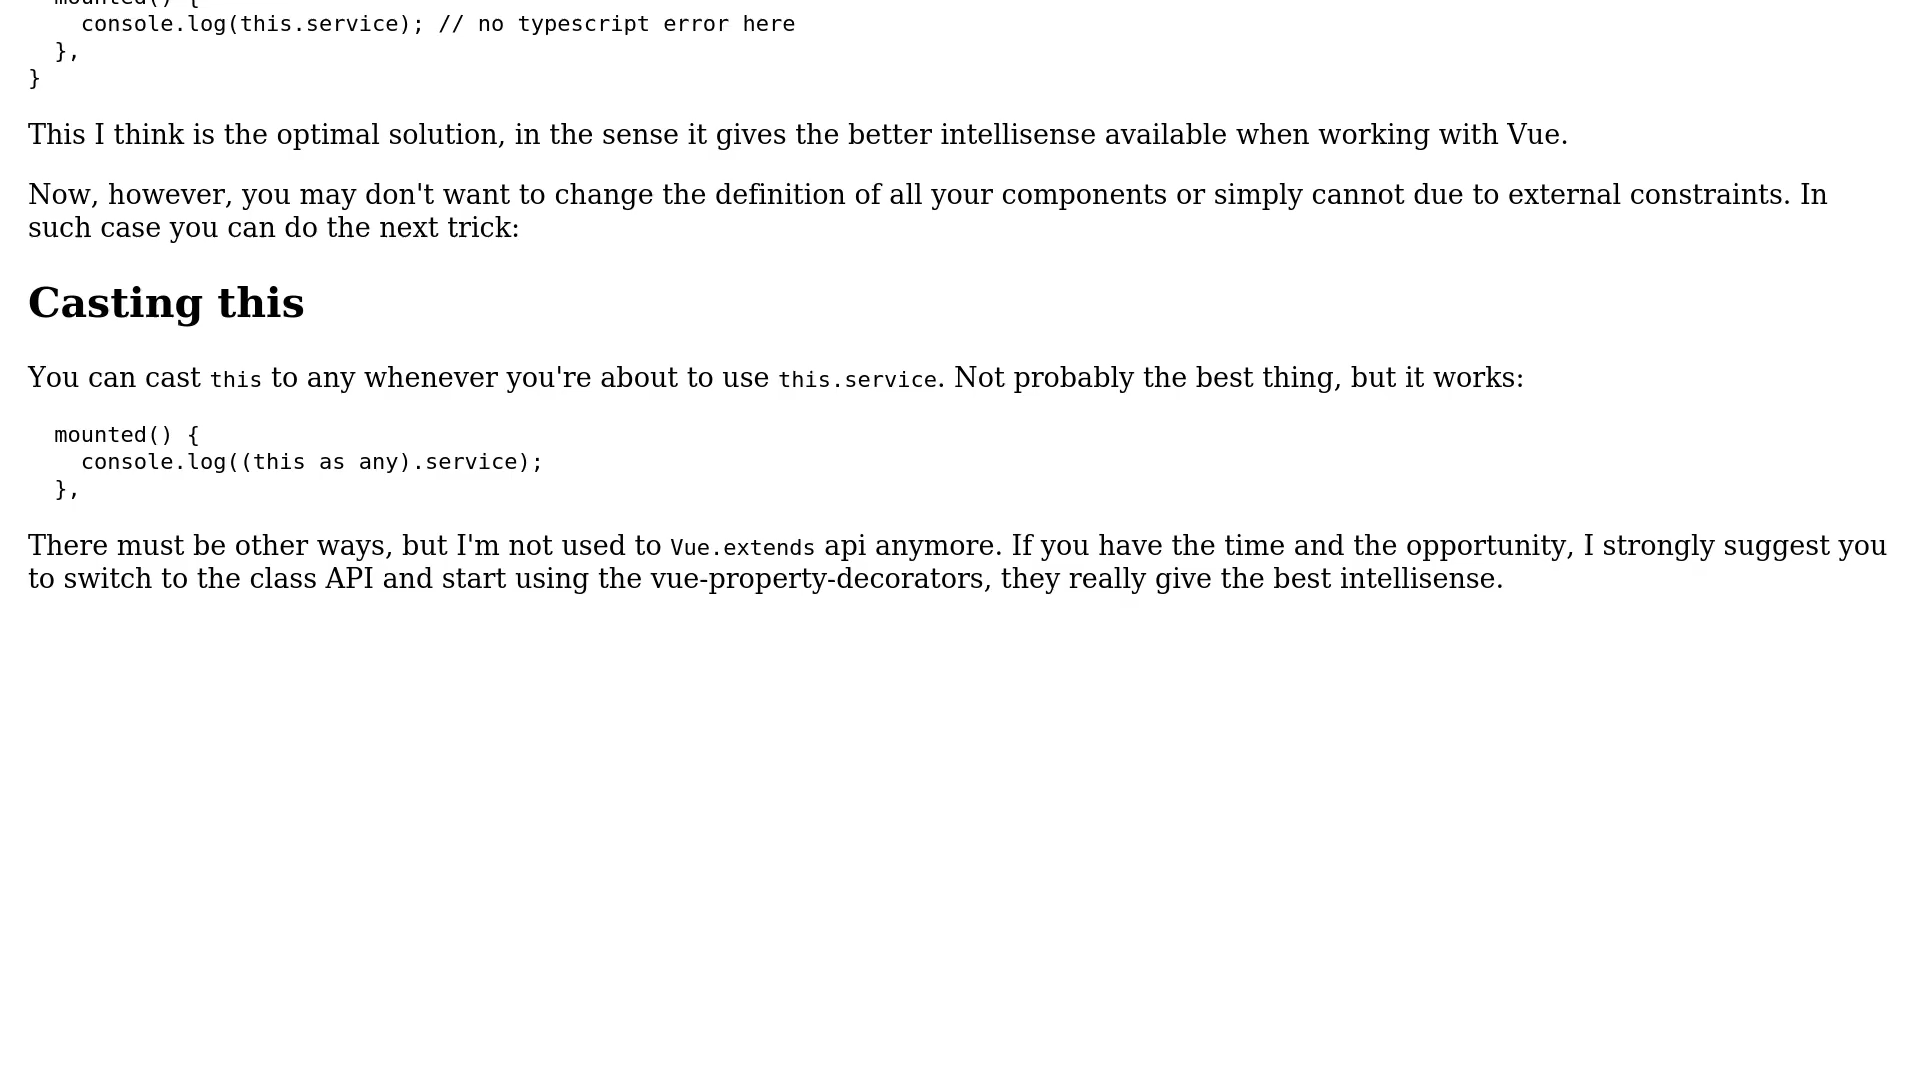 mounted() {
console.log(this.service); // no typescript error here
},
}
This I think is the optimal solution, in the sense it gives the better intellisense available when working with Vue.
Now, however, you may don't want to change the definition of all your components or simply cannot due to external constraints. In
such case you can do the next trick:
Casting this
You can cast this to any whenever you're about to use this.service. Not probably the best thing, but it works:
mounted() {
console.log((this as any).service);
},
There must be other ways, but I'm not used to Vue.extends api anymore. If you have the time and the opportunity, I strongly suggest you
to switch to the class API and start using the vue-property-decorators, they really give the best intellisense.